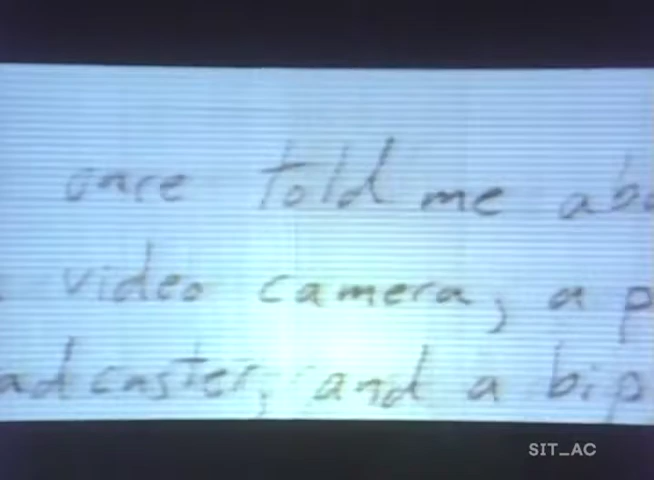 once told me abo
video camera, a p
adcaster, and a bip
SIT_AC